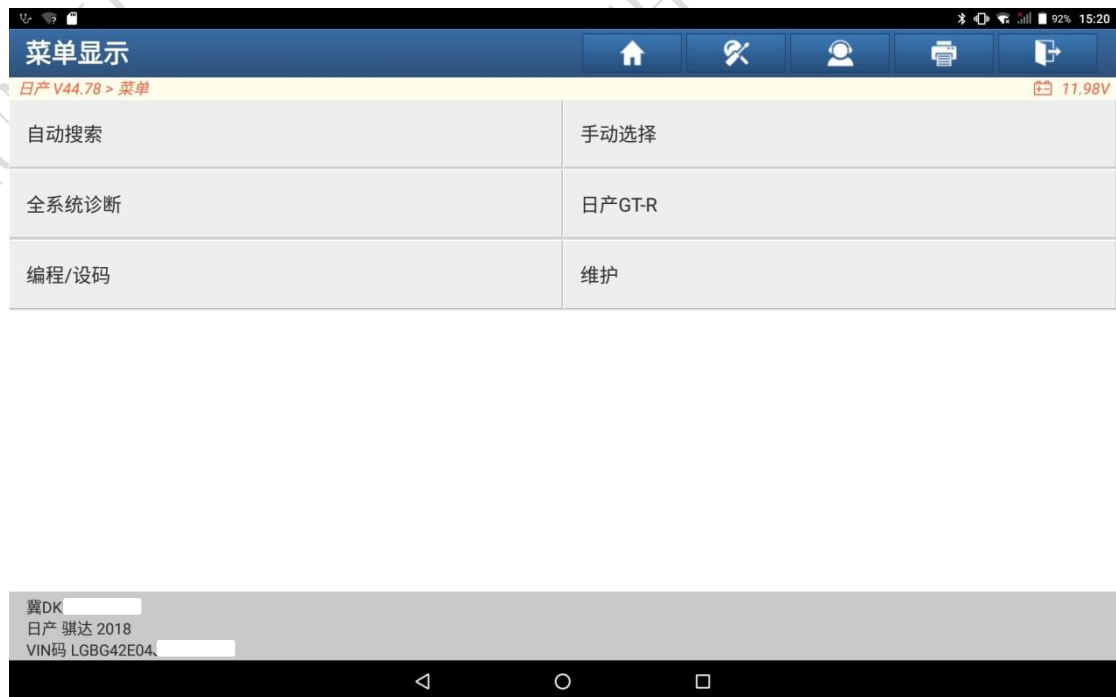 92% 15:20
菜单显示
日产 V44.78 > 菜单
11.98V
自动搜索
手动选择
全系统诊断
日产GT-R
编程/设码
维护
冀DK
日产 骐达 2018
VIN码 LGBG42E04